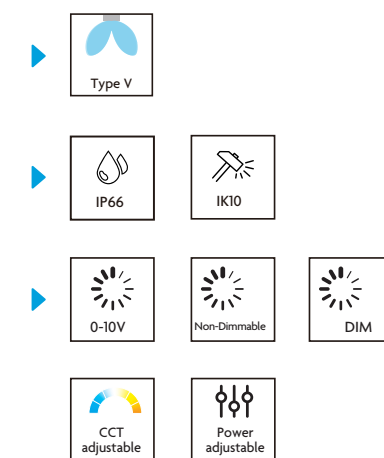 Type V
IP66
IK10
0-10V
Non-Dimmable
DIM
CCT
adjustable
Power
adjustable